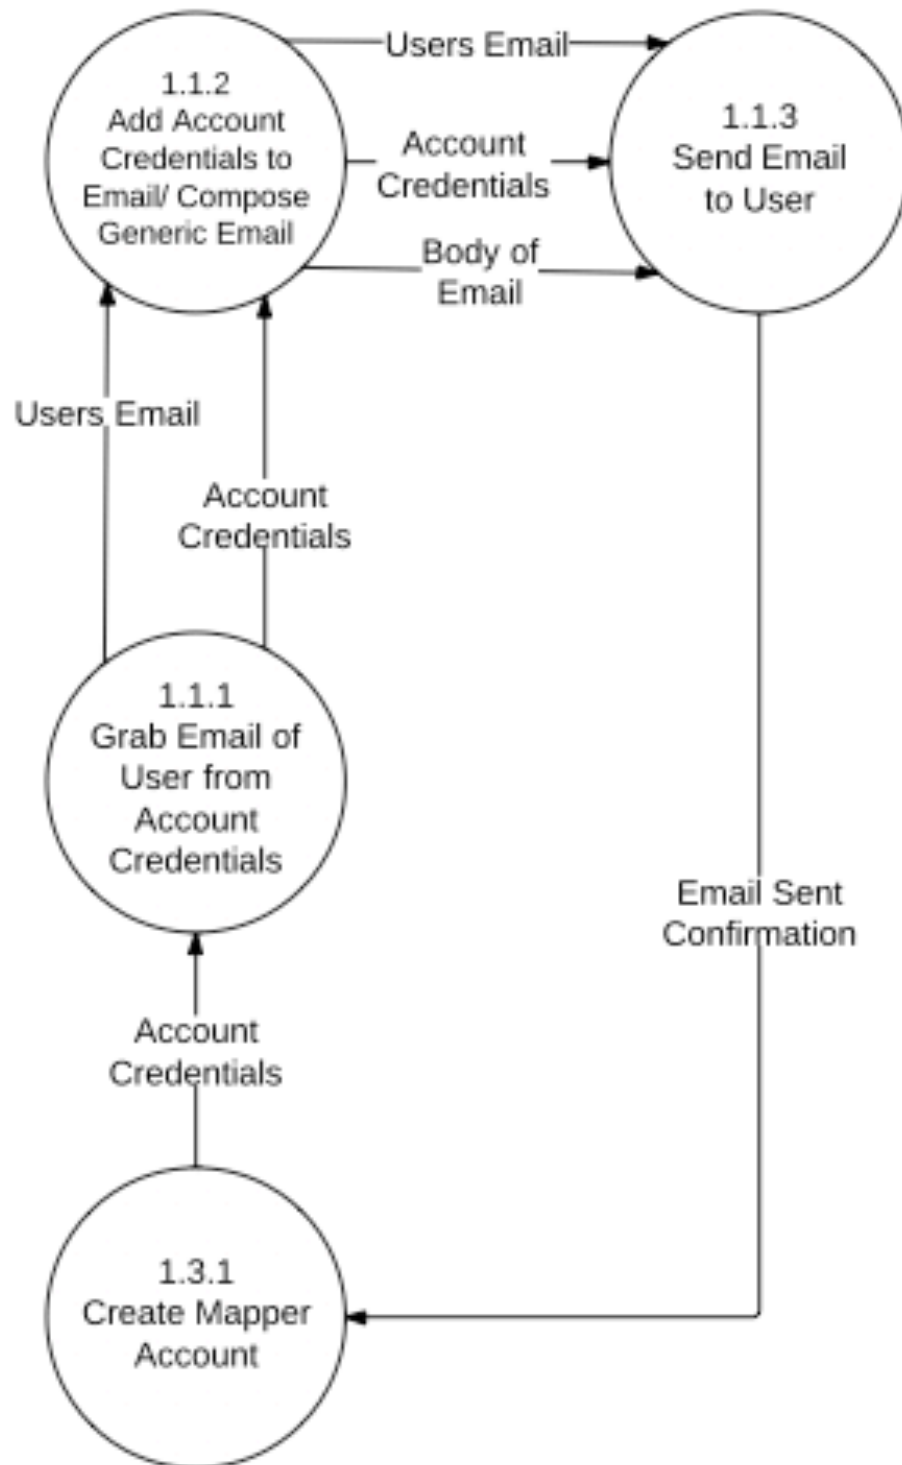 1.1.2
Add Account
Credentials to
Email/ Compose
Generic Email
Users Email
Account
Credentials
Body of
Email
1.1.3
Send Email
to User
Users Email
Account
Credentials
1.1.1
Grab Email of
User from
Account
Credentials
Email Sent
Confirmation
Account
Credentials
1.3.1
Create Mapper
Account